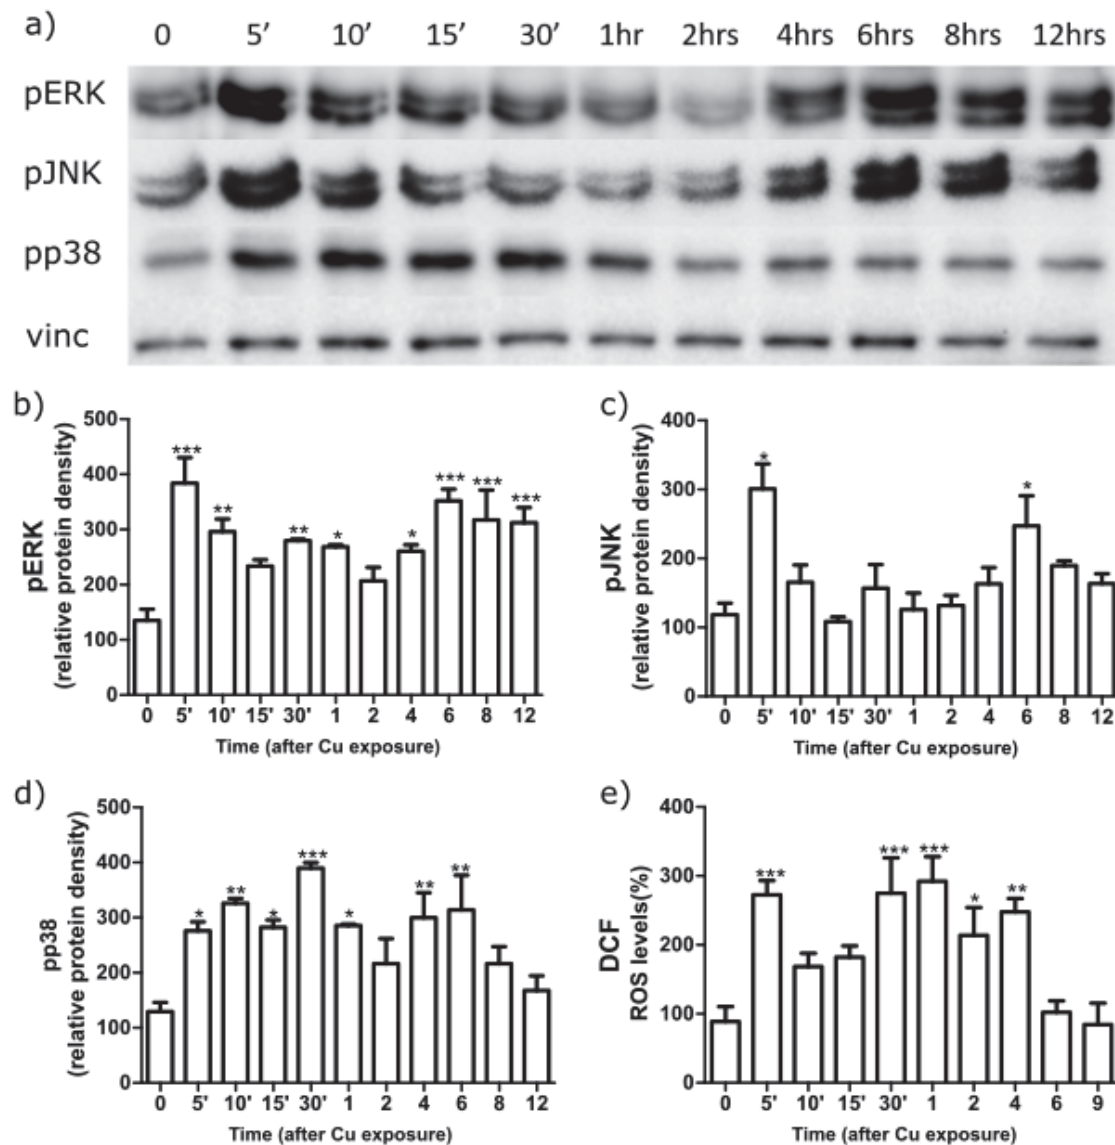 a) 0 5′ 10′ 15′ 30′ 1hr 2hrs 4hrs 6hrs 8hrs 12hrs
pERK
pJNK
pp38
vinc
b)
pERK
(relative protein density)
500
400
300
200
100
0
*** ** ** * * *** *** ***
0 5' 10' 15' 30' 1 2 4 6 8 12
Time (after Cu exposure)
c)
pJNK
(relative protein density)
400
300
200
100
0
* *
0 5' 10' 15' 30' 1 2 4 6 8 12
Time (after Cu exposure)
d)
pp38
(relative protein density)
500
400
300
200
100
0
* ** * *** * ** **
0 5' 10' 15' 30' 1 2 4 6 8 12
Time (after Cu exposure)
e)
DCF
ROS levels(%)
400
300
200
100
0
*** *** *** * **
0 5' 10' 15' 30' 1 2 4 6 9
Time (after Cu exposure)